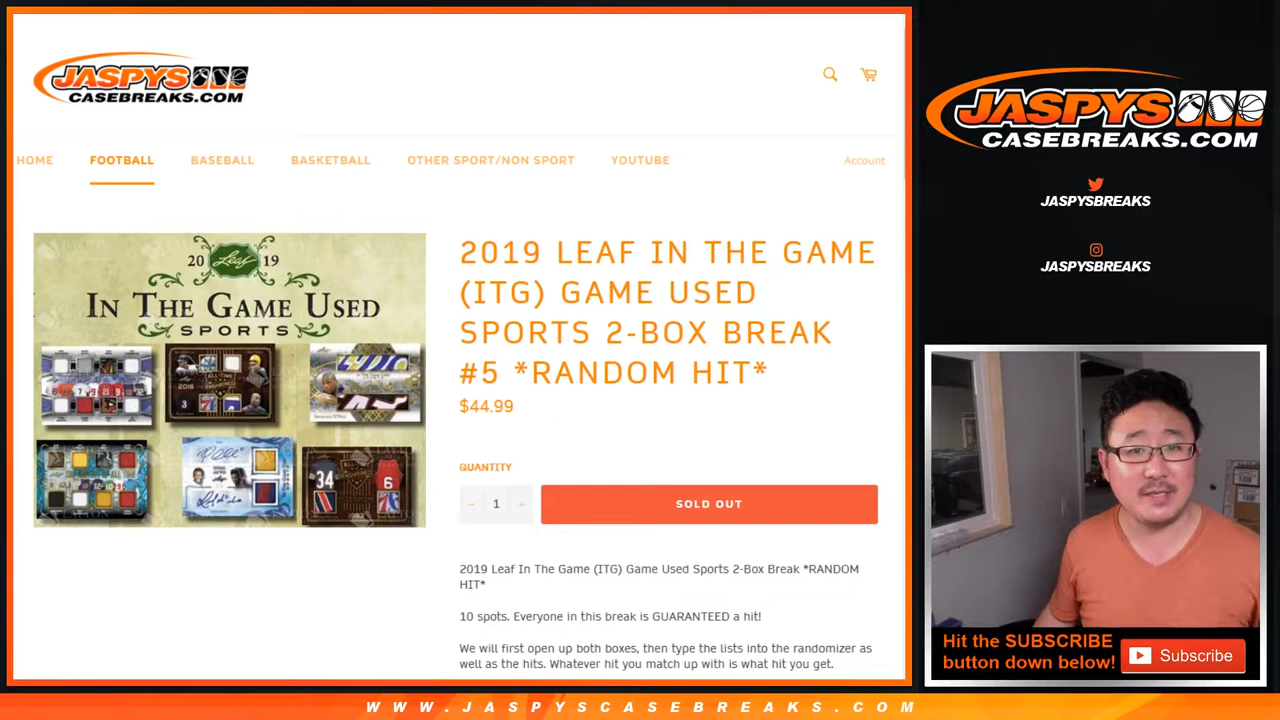 JASPYS
CASEBREAKS.COM
HOME
FOOTBALL
BASEBALL
BASKETBALL
OTHER SPORT/NON SPORT
YOUTUBE
Account
2019
Leaf
IN THE GAME USED
SPORTS
2019 LEAF IN THE GAME
(ITG) GAME USED
SPORTS 2-BOX BREAK
#5 *RANDOM HIT*
$44.99
QUANTITY
− 1 +
SOLD OUT
2019 Leaf In The Game (ITG) Game Used Sports 2-Box Break *RANDOM
HIT*
10 spots. Everyone in this break is GUARANTEED a hit!
We will first open up both boxes, then type the lists into the randomizer as
well as the hits. Whatever hit you match up with is what hit you get.
JASPYS
CASEBREAKS.COM
JASPYSBREAKS
JASPYSBREAKS
Hit the SUBSCRIBE
button down below!
Subscribe
WWW.JASPYSCASEBREAKS.COM